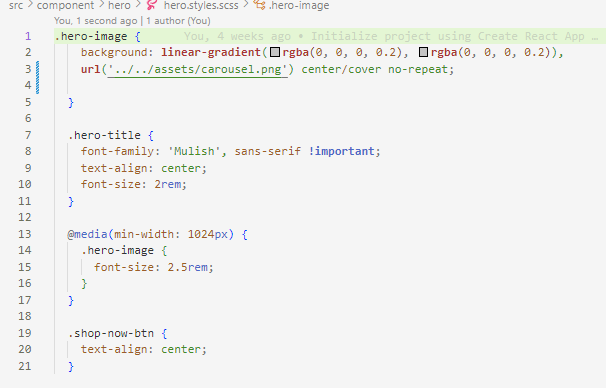 src > component > hero > hero.styles.scss > .hero-image
You, 1 second ago | 1 author (You)
1 .hero-image { You, 4 weeks ago • Initialize project using Create React App …
2 background: linear-gradient(rgba(0, 0, 0, 0.2), rgba(0, 0, 0, 0.2)),
3 url('../../assets/carousel.png') center/cover no-repeat;
4
5 }
6
7 .hero-title {
8 font-family: 'Mulish', sans-serif !important;
9 text-align: center;
10 font-size: 2rem;
11 }
12
13 @media(min-width: 1024px) {
14 .hero-image {
15 font-size: 2.5rem;
16 }
17 }
18
19 .shop-now-btn {
20 text-align: center;
21 }